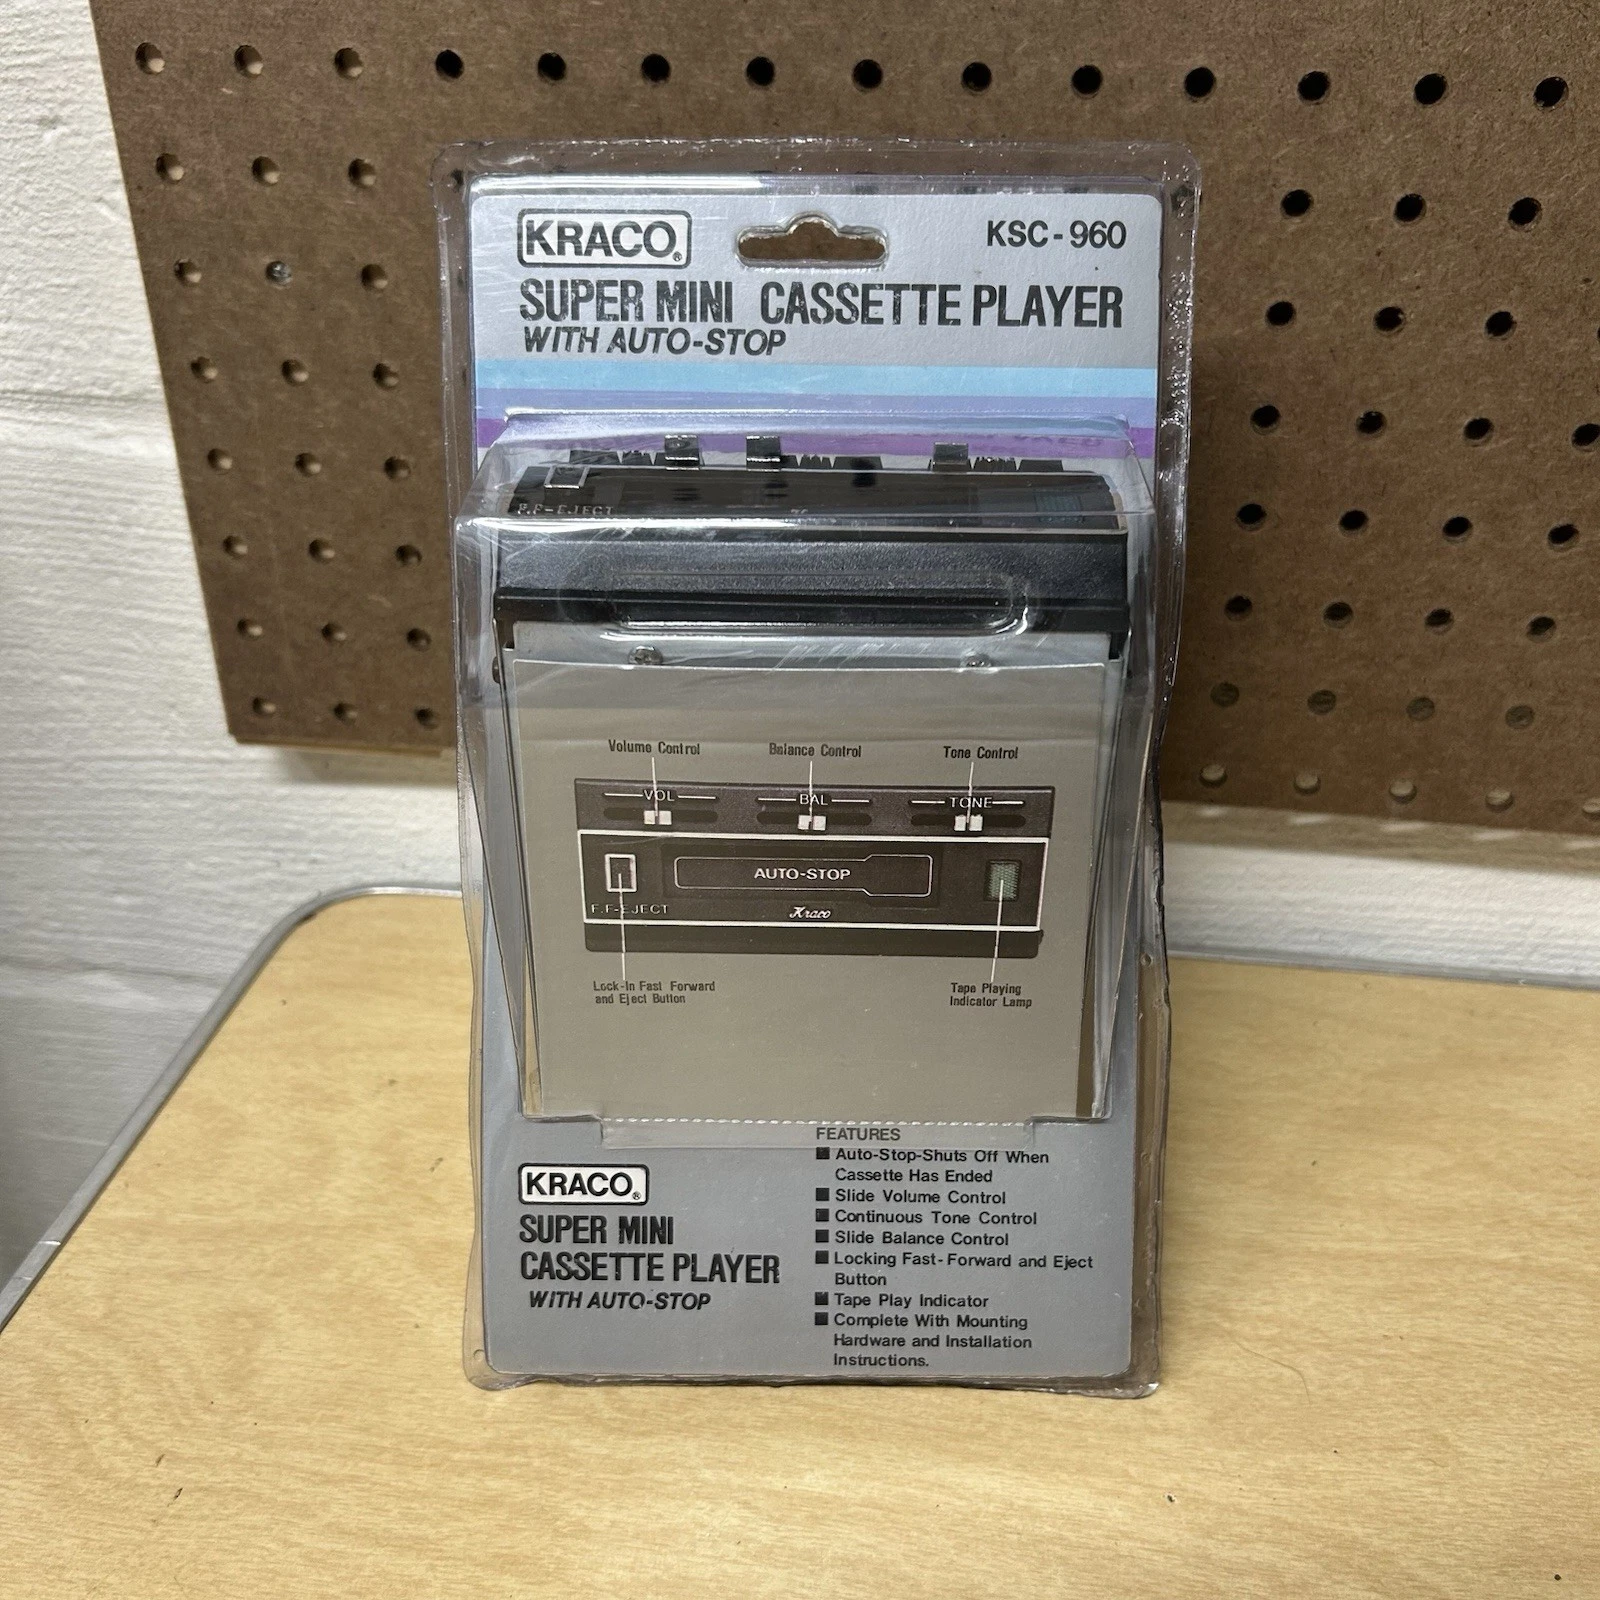 KRACO®
KSC-960
SUPER MINI CASSETTE PLAYER
WITH AUTO-STOP
F.F-EJECT
Volume Control
Balance Control
Tone Control
VOL
BAL
TONE
AUTO-STOP
F.F-EJECT
Kraco
Lock-In Fast Forward
and Eject Button
Tape Playing
Indicator Lamp
KRACO®
SUPER MINI
CASSETTE PLAYER
WITH AUTO-STOP
FEATURES
■ Auto-Stop-Shuts Off When
Cassette Has Ended
■ Slide Volume Control
■ Continuous Tone Control
■ Slide Balance Control
■ Locking Fast-Forward and Eject
Button
■ Tape Play Indicator
■ Complete With Mounting
Hardware and Installation
Instructions.